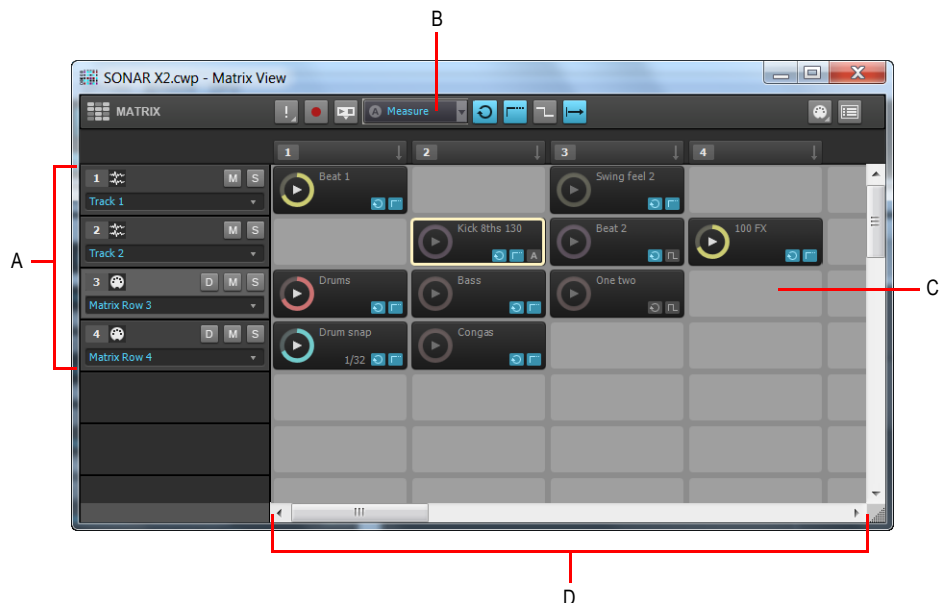 B
SONAR X2.cwp - Matrix View
MATRIX
! A Measure
1 2 3 4
1 M S Beat 1 Swing feel 2
Track 1
2 M S Kick 8ths 130 Beat 2 100 FX
Track 2 A
A
3 D M S Drums Bass One two
C
Matrix Row 3
4 D M S Drum snap Congas
Matrix Row 4 1/32
D